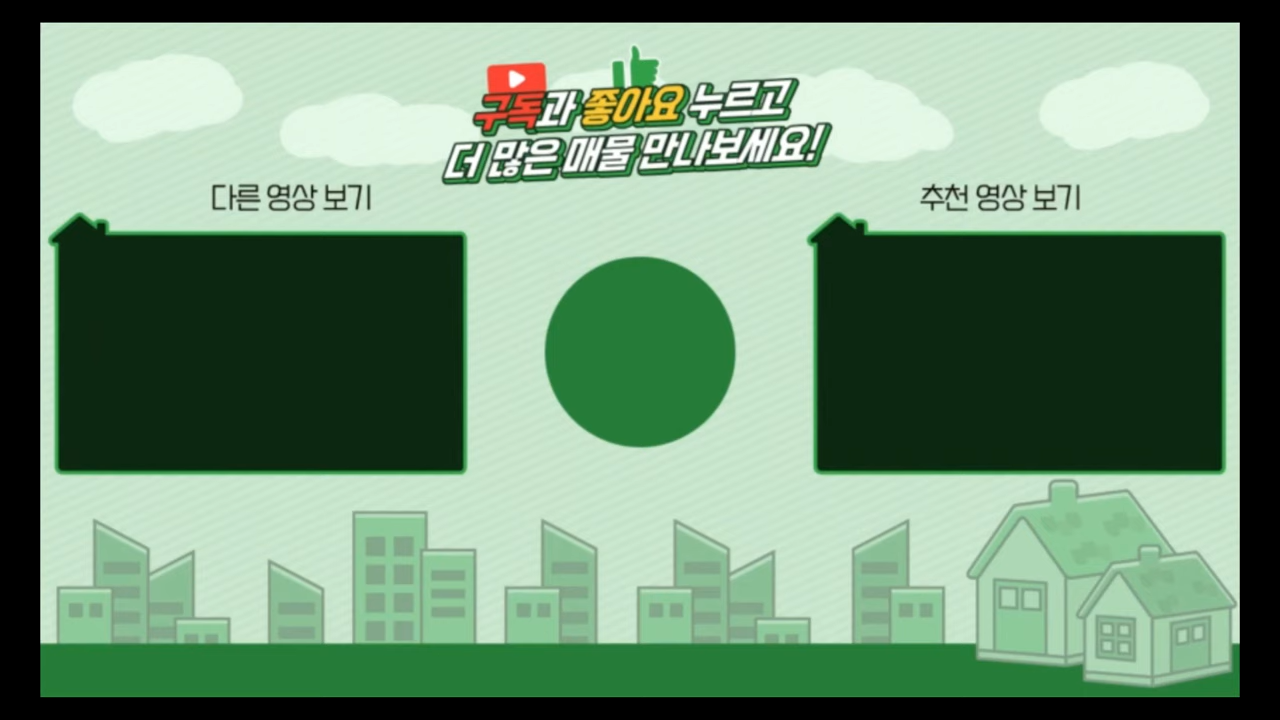 구독과 좋아요 누르고
더 많은 매물 만나보세요!
다른 영상 보기
추천 영상 보기